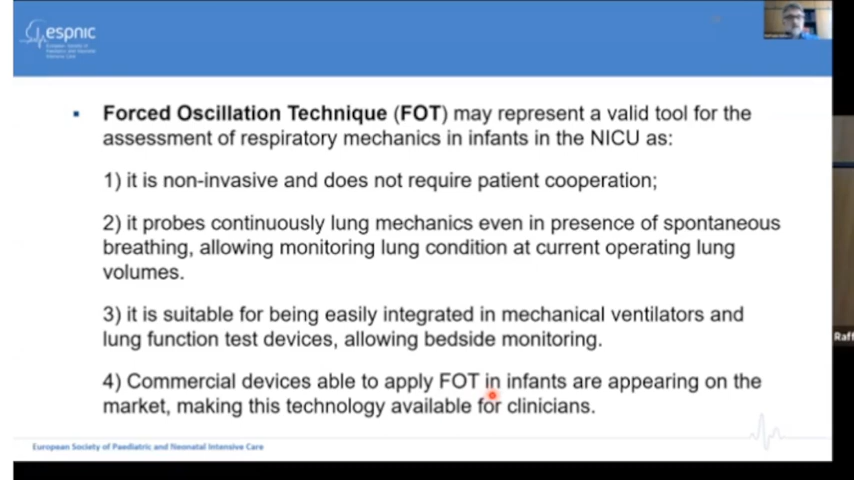 espnic
European Society of
Paediatric and Neonatal
Intensive Care
Forced Oscillation Technique (FOT) may represent a valid tool for the
assessment of respiratory mechanics in infants in the NICU as:
1) it is non-invasive and does not require patient cooperation;
2) it probes continuously lung mechanics even in presence of spontaneous
breathing, allowing monitoring lung condition at current operating lung
volumes.
3) it is suitable for being easily integrated in mechanical ventilators and
lung function test devices, allowing bedside monitoring.
4) Commercial devices able to apply FOT in infants are appearing on the
market, making this technology available for clinicians.
European Society of Paediatric and Neonatal Intensive Care
Raff